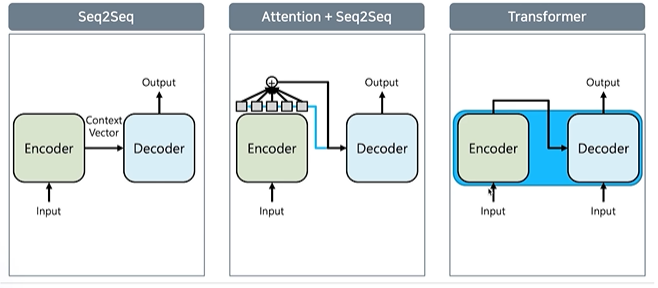 Seq2Seq
Output
Context
Vector
Encoder
Decoder
Input
Attention + Seq2Seq
+
Output
Encoder
Decoder
Input
Transformer
Output
Encoder
Decoder
Input
Input